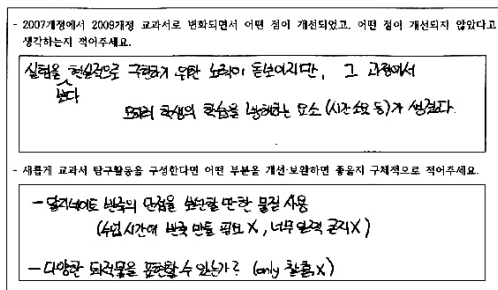 - 2007개정에서 2009개정 교과서로 변화되면서 어떤 점이 개선되었고, 어떤 점이 개선되지 않았다고
생각하는지 적어주세요.
실험을 보다 현실적으로 구현하기 위한 노력이 돋보이지만, 그 과정에서
오히려 학생의 학습을 방해하는 요소 (시간소요 등)가 생겼다.
- 새롭게 교과서 탐구활동을 구성한다면 어떤 부분을 개선·보완하면 좋을지 구체적으로 적어주세요.
- 알지네이트 반죽의 단점을 보완할 만한 물질 사용
(수업시간에 반죽 만들 필요 X, 너무 빨리 굳지 X)
- 다양한 퇴적물을 표현할 수 있는가? (only 찰흙 X)